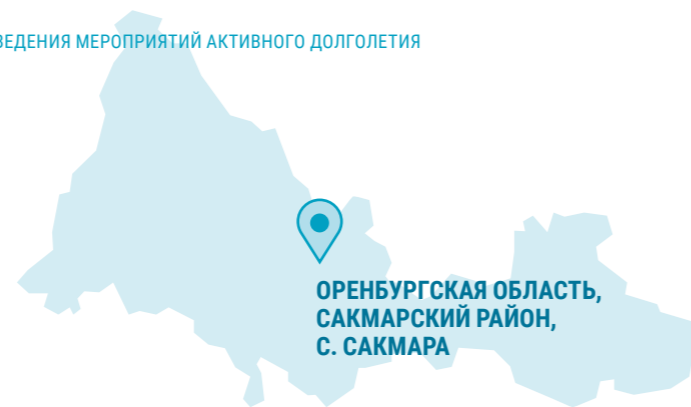 ВЕДЕНИЯ МЕРОПРИЯТИЙ АКТИВНОГО ДОЛГОЛЕТИЯ
ОРЕНБУРГСКАЯ ОБЛАСТЬ,
САКМАРСКИЙ РАЙОН,
С. САКМАРА